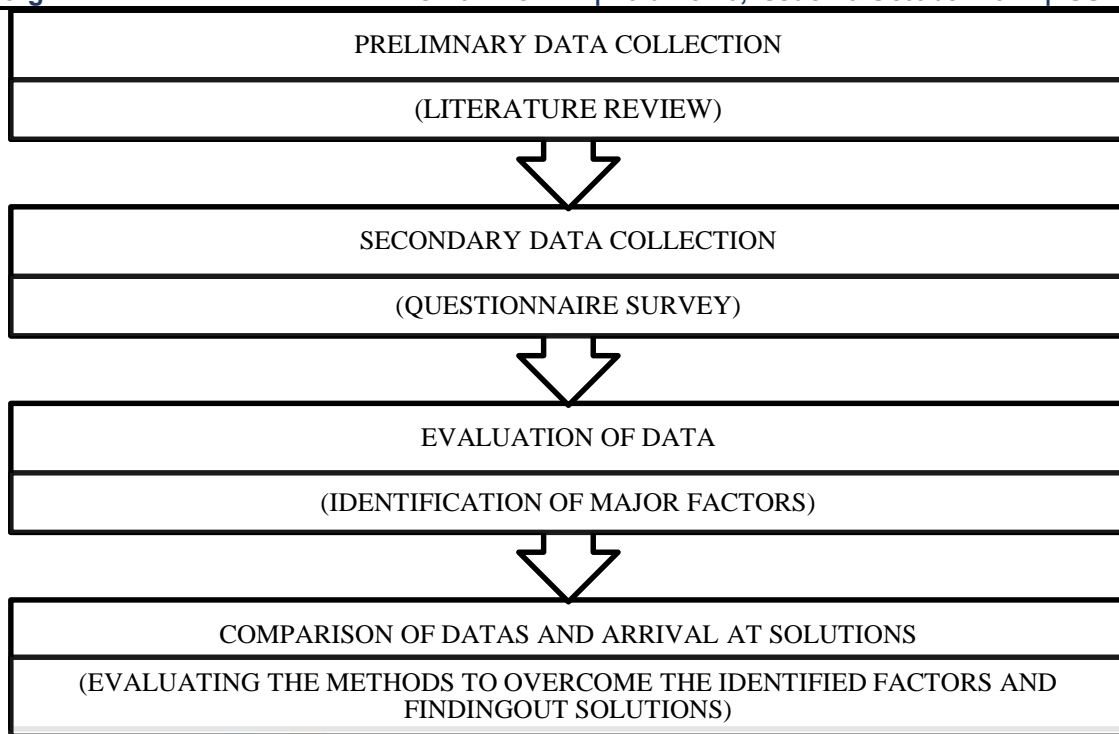 PRELIMNARY DATA COLLECTION
(LITERATURE REVIEW)
SECONDARY DATA COLLECTION
(QUESTIONNAIRE SURVEY)
EVALUATION OF DATA
(IDENTIFICATION OF MAJOR FACTORS)
COMPARISON OF DATAS AND ARRIVAL AT SOLUTIONS
(EVALUATING THE METHODS TO OVERCOME THE IDENTIFIED FACTORS AND
FINDINGOUT SOLUTIONS)